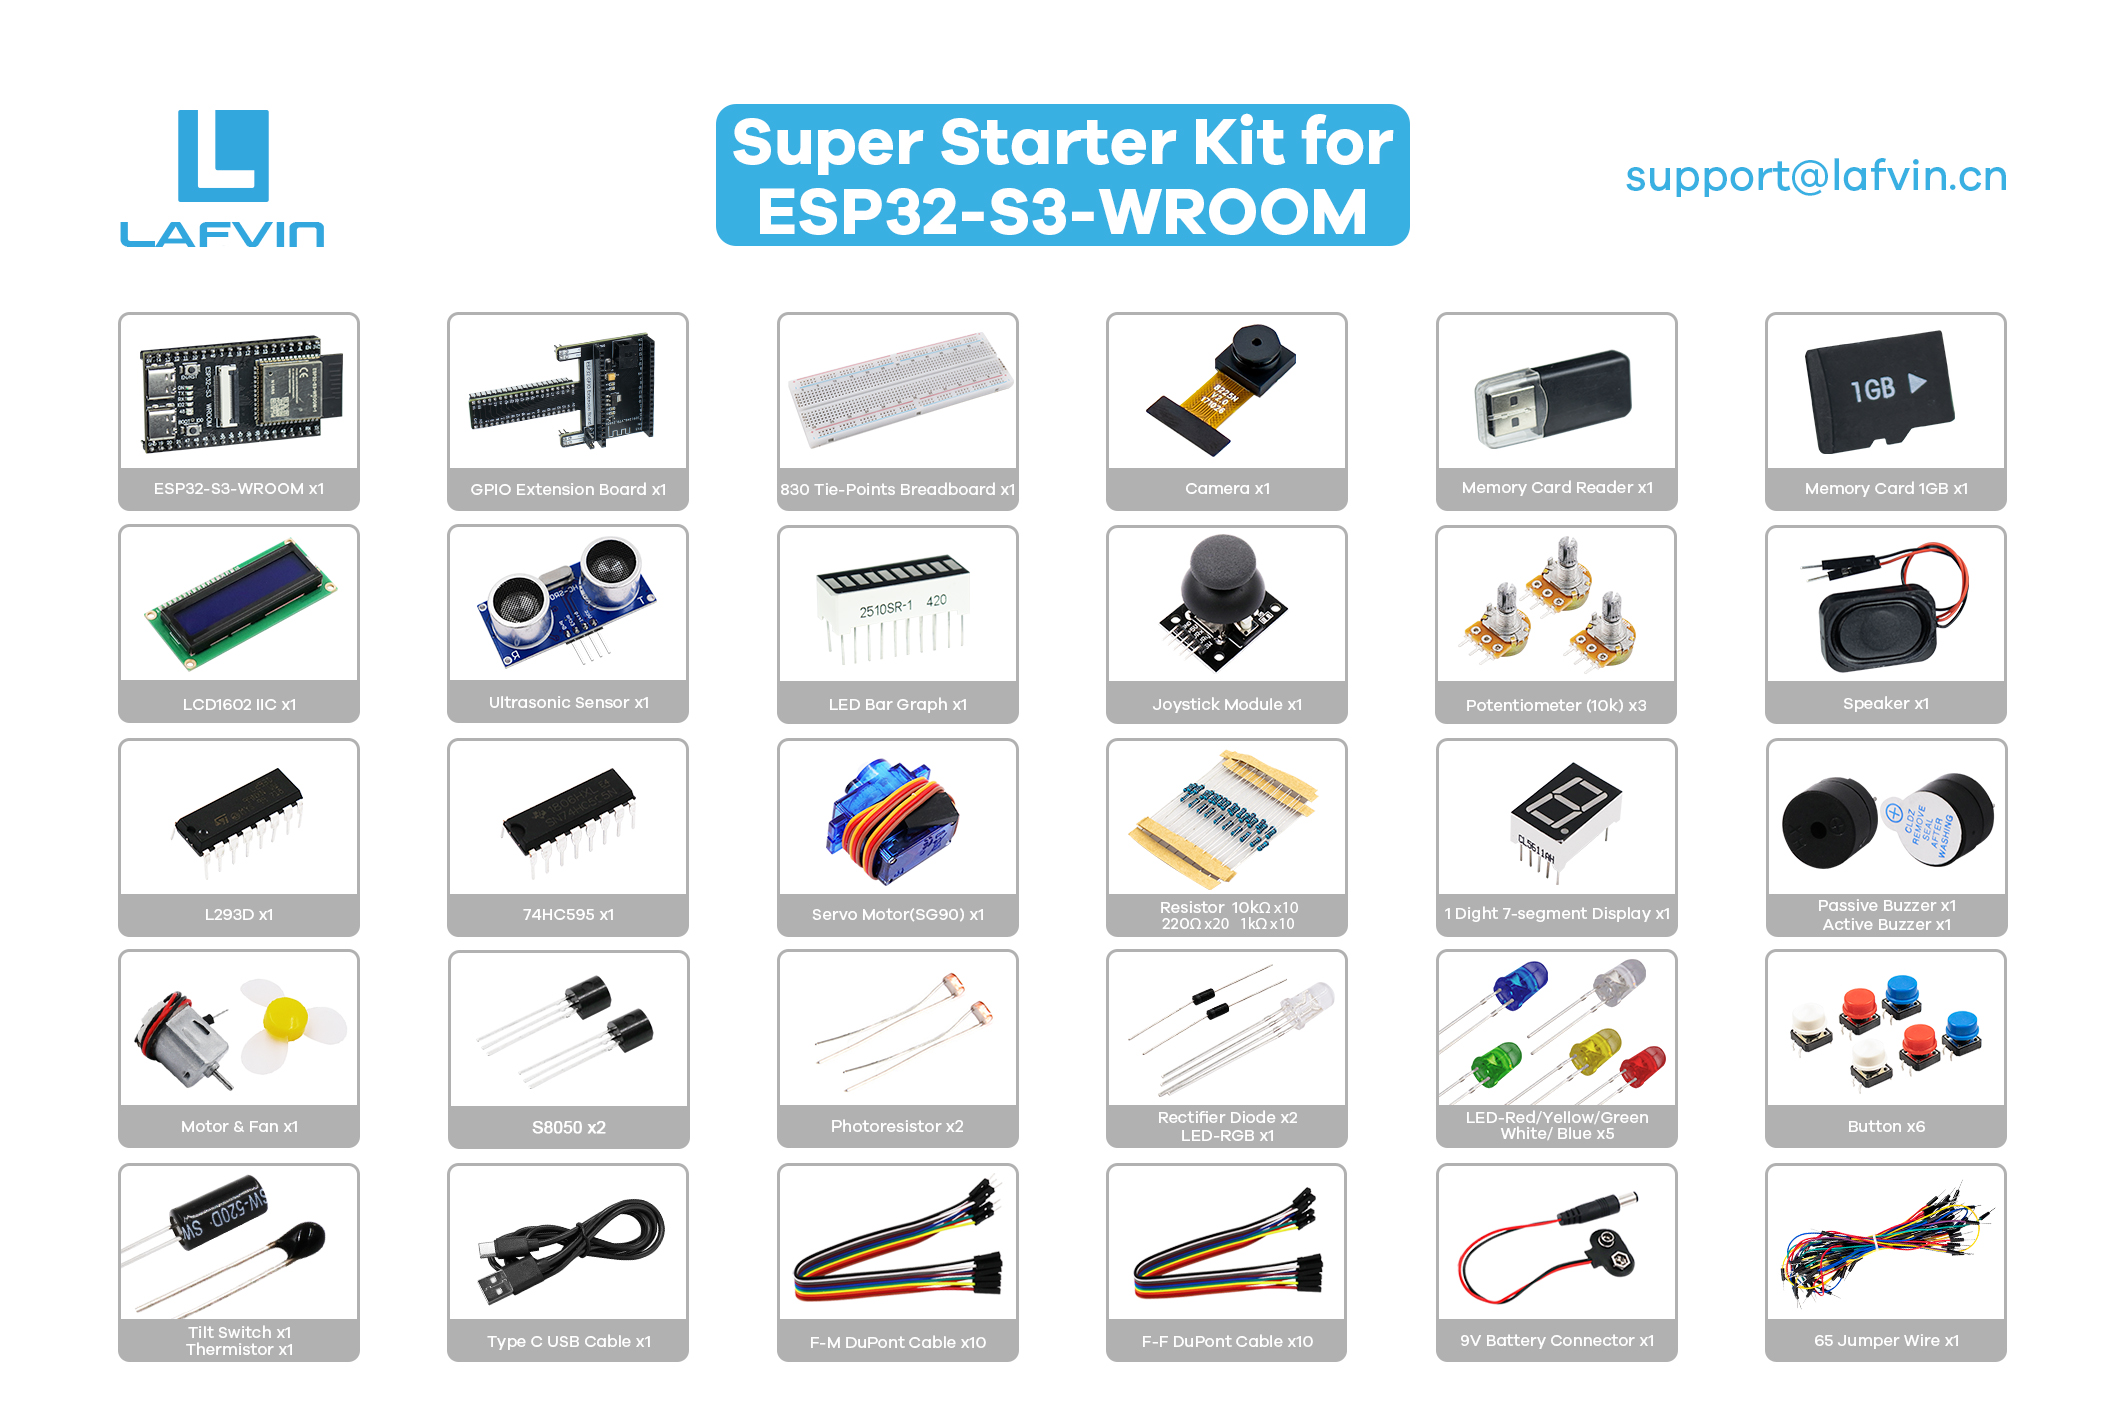 LAFVIN
Super Starter Kit for
ESP32-S3-WROOM
support@lafvin.cn
ESP32-S3-WROOM x1
GPIO Extension Board x1
830 Tie-Points Breadboard x1
8225N
V2.0
X71026
Camera x1
Memory Card Reader x1
1GB
Memory Card 1GB x1
LCD1602 IIC x1
Ultrasonic Sensor x1
2510SR-1 420
LED Bar Graph x1
Joystick Module x1
Potentiometer (10k) x3
Speaker x1
L293D x1
74HC595 x1
Servo Motor(SG90) x1
Resistor 10kΩ x10
220Ω x20 1kΩ x10
CL5611AH
1 Dight 7-segment Display x1
CLDZ
REMOVE
SEAL
AFTER
WASHING
Passive Buzzer x1
Active Buzzer x1
Motor & Fan x1
S8050 x2
Photoresistor x2
Rectifier Diode x2
LED-RGB x1
LED-Red/Yellow/Green
White/ Blue x5
Button x6
SW-520D SW
Tilt Switch x1
Thermistor x1
Type C USB Cable x1
F-M DuPont Cable x10
F-F DuPont Cable x10
9V Battery Connector x1
65 Jumper Wire x1